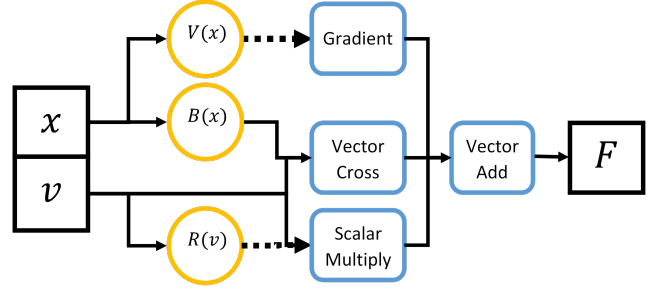 V(x)
Gradient
x
B(x)
Vector
Cross
Vector
Add
F
v
R(v)
Scalar
Multiply